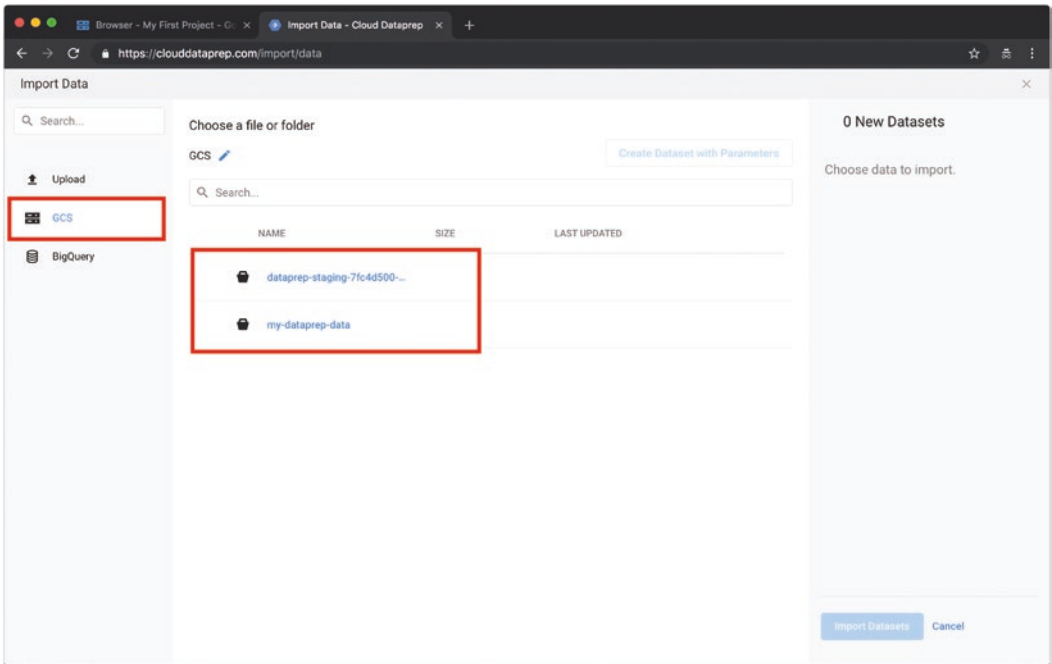 Browser - My First Project - Go
Import Data - Cloud Dataprep
https://clouddataprep.com/import/data
Import Data
Search...
Upload
GCS
BigQuery
Choose a file or folder
GCS
Create Dataset with Parameters
Search...
NAME SIZE LAST UPDATED
dataprep-staging-7fc4d500-...
my-dataprep-data
0 New Datasets
Choose data to import.
Import Datasets Cancel